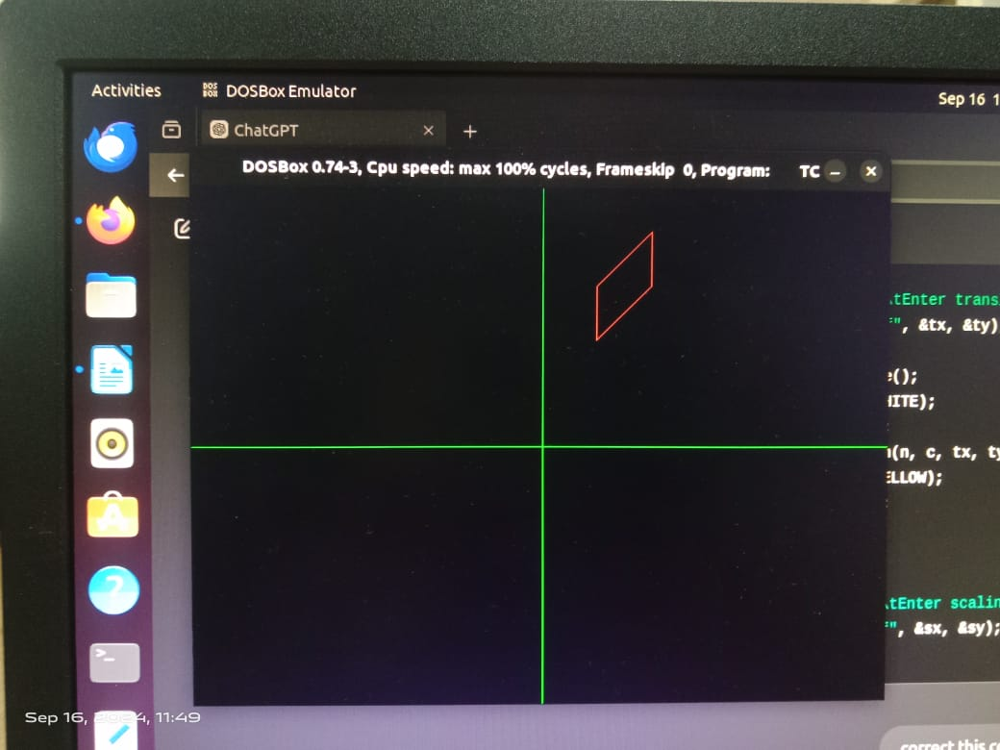 Activities
DOSBox Emulator
Sep 16 1
ChatGPT
DOSBox 0.74-3, Cpu speed: max 100% cycles, Frameskip 0, Program: TC
\tEnter trans
", &tx, &ty)
e();
HITE);
n(n, c, tx, ty
ELLOW);
\tEnter scalin
", &sx, &sy);
correct this co
Sep 16, 2024, 11:49